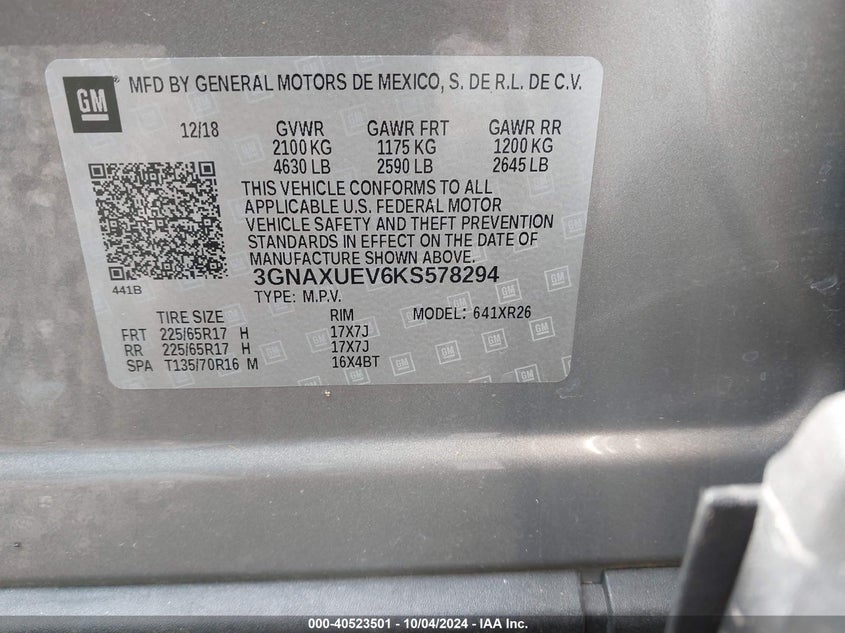 GM ® MFD BY GENERAL MOTORS DE MEXICO, S. DE R.L. DE C.V.
12/18 GVWR GAWR FRT GAWR RR
2100 KG 1175 KG 1200 KG
4630 LB 2590 LB 2645 LB
THIS VEHICLE CONFORMS TO ALL
APPLICABLE U.S. FEDERAL MOTOR
VEHICLE SAFETY AND THEFT PREVENTION
STANDARDS IN EFFECT ON THE DATE OF
MANUFACTURE SHOWN ABOVE.
3GNAXUEV6KS578294
441B TYPE: M.P.V.
TIRE SIZE RIM MODEL: 641XR26
FRT 225/65R17 H 17X7J
RR 225/65R17 H 17X7J
SPA T135/70R16 M 16X4BT
000-40523501 - 10/04/2024 - IAA Inc.